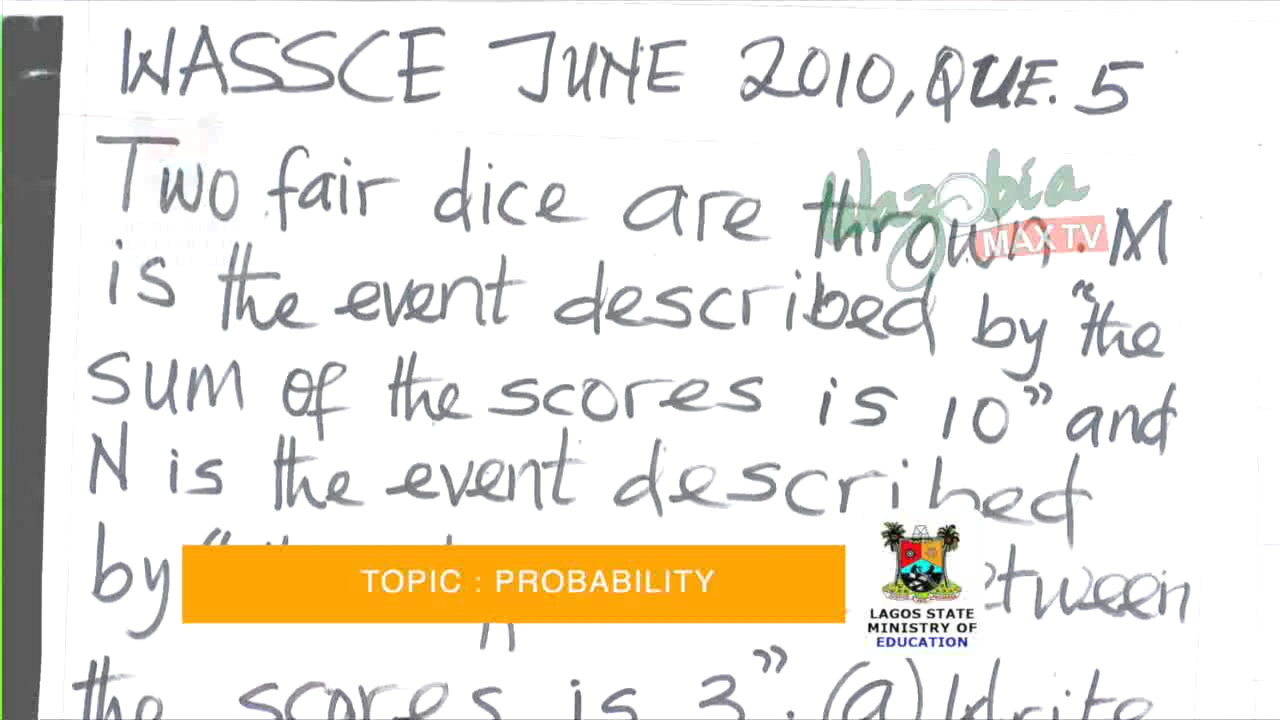 WASSCE JUNE 2010, QUE. 5
Two fair dice are thrown. M
Wazobia
MAX TV
is the event described by "the
sum of the scores is 10" and
N is the event described
by
TOPIC : PROBABILITY
LAGOS STATE
MINISTRY OF
EDUCATION
the scores is 3". (a) Write